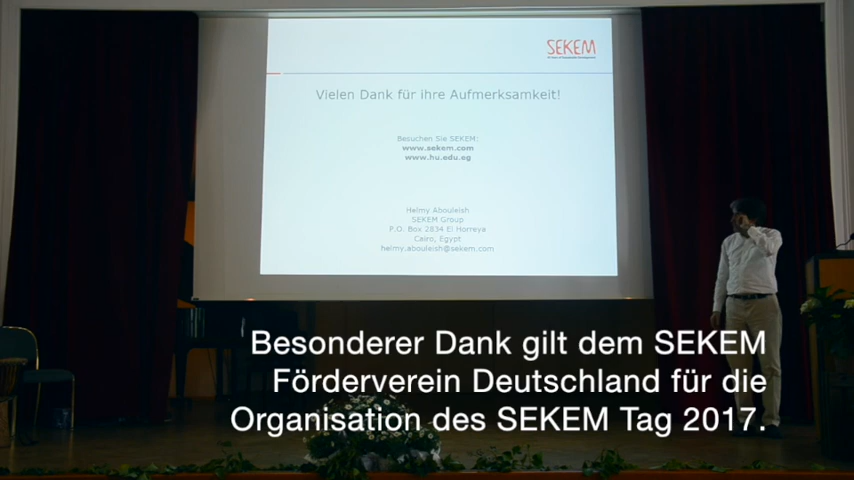 SEKEM
Vielen Dank für ihre Aufmerksamkeit!
Besuchen Sie SEKEM:
www.sekem.com
www.hu.edu.eg
Helmy Abouleish
SEKEM Group
P.O. Box 2834 El Horreya
Cairo, Egypt
helmy.abouleish@sekem.com
Besonderer Dank gilt dem SEKEM
Förderverein Deutschland für die
Organisation des SEKEM Tag 2017.